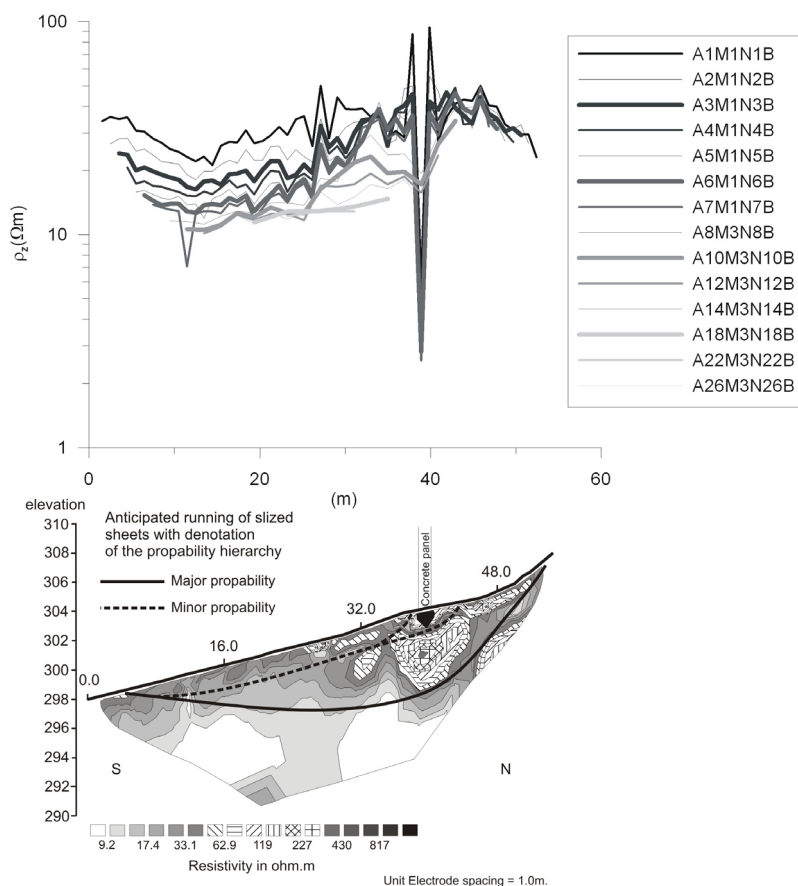 100
10
1
ρz(Ωm)
0 20 40 60
(m)
A1M1N1B
A2M1N2B
A3M1N3B
A4M1N4B
A5M1N5B
A6M1N6B
A7M1N7B
A8M3N8B
A10M3N10B
A12M3N12B
A14M3N14B
A18M3N18B
A22M3N22B
A26M3N26B
elevation
310
308
306
304
302
300
298
296
294
292
290
Anticipated running of slized
sheets with denotation
of the propability hierarchy
Major propability
Minor propability
Concrete panel
0.0
16.0
32.0
48.0
S
N
9.2 17.4 33.1 62.9 119 227 430 817
Resistivity in ohm.m
Unit Electrode spacing = 1.0m.